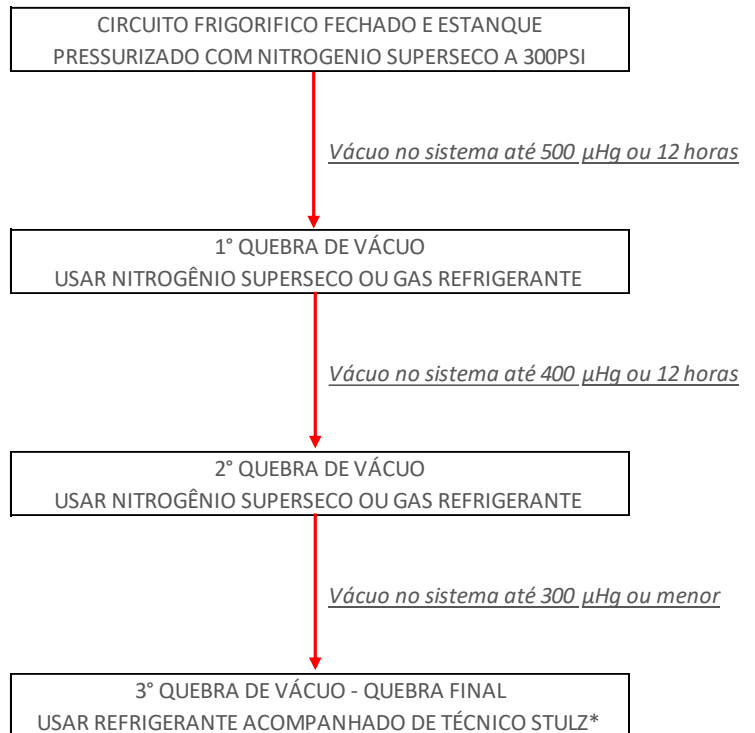 CIRCUITO FRIGORIFICO FECHADO E ESTANQUE
PRESSURIZADO COM NITROGENIO SUPERSECO A 300PSI
Vácuo no sistema até 500 µHg ou 12 horas
1° QUEBRA DE VÁCUO
USAR NITROGÊNIO SUPERSECO OU GAS REFRIGERANTE
Vácuo no sistema até 400 µHg ou 12 horas
2° QUEBRA DE VÁCUO
USAR NITROGÊNIO SUPERSECO OU GAS REFRIGERANTE
Vácuo no sistema até 300 µHg ou menor
3° QUEBRA DE VÁCUO - QUEBRA FINAL
USAR REFRIGERANTE ACOMPANHADO DE TÉCNICO STULZ*